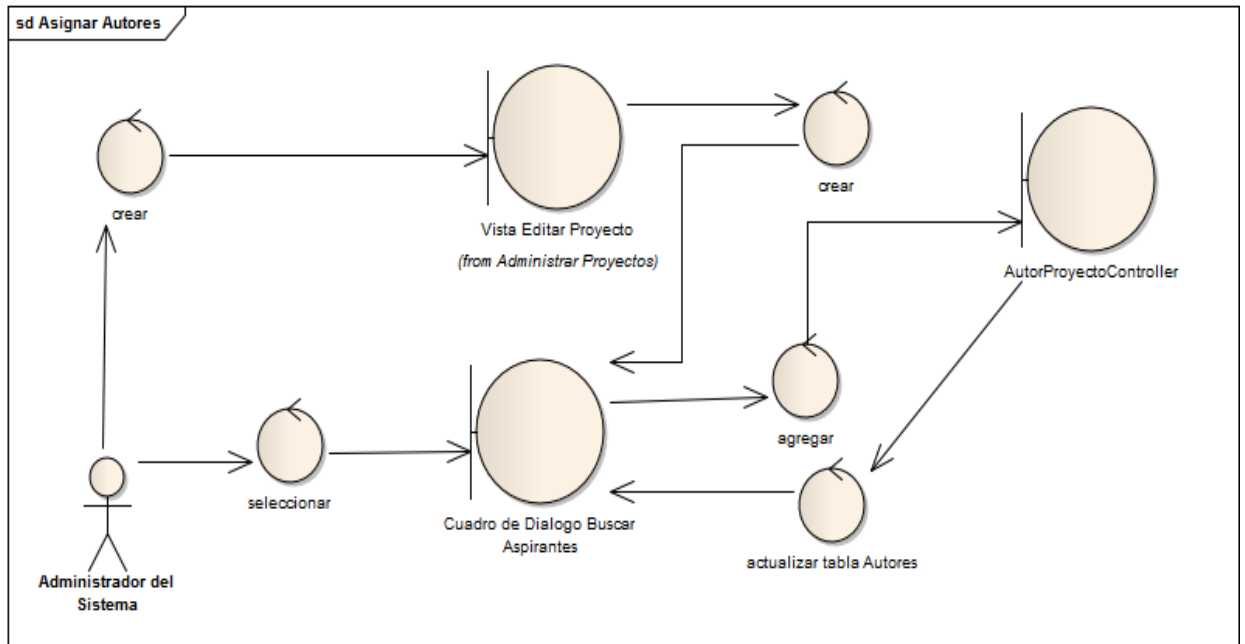 sd Asignar Autores
crear
Vista Editar Proyecto
(from Administrar Proyectos)
crear
AutorProyectoController
seleccionar
Cuadro de Dialogo Buscar
Aspirantes
agregar
actualizar tabla Autores
Administrador del
Sistema